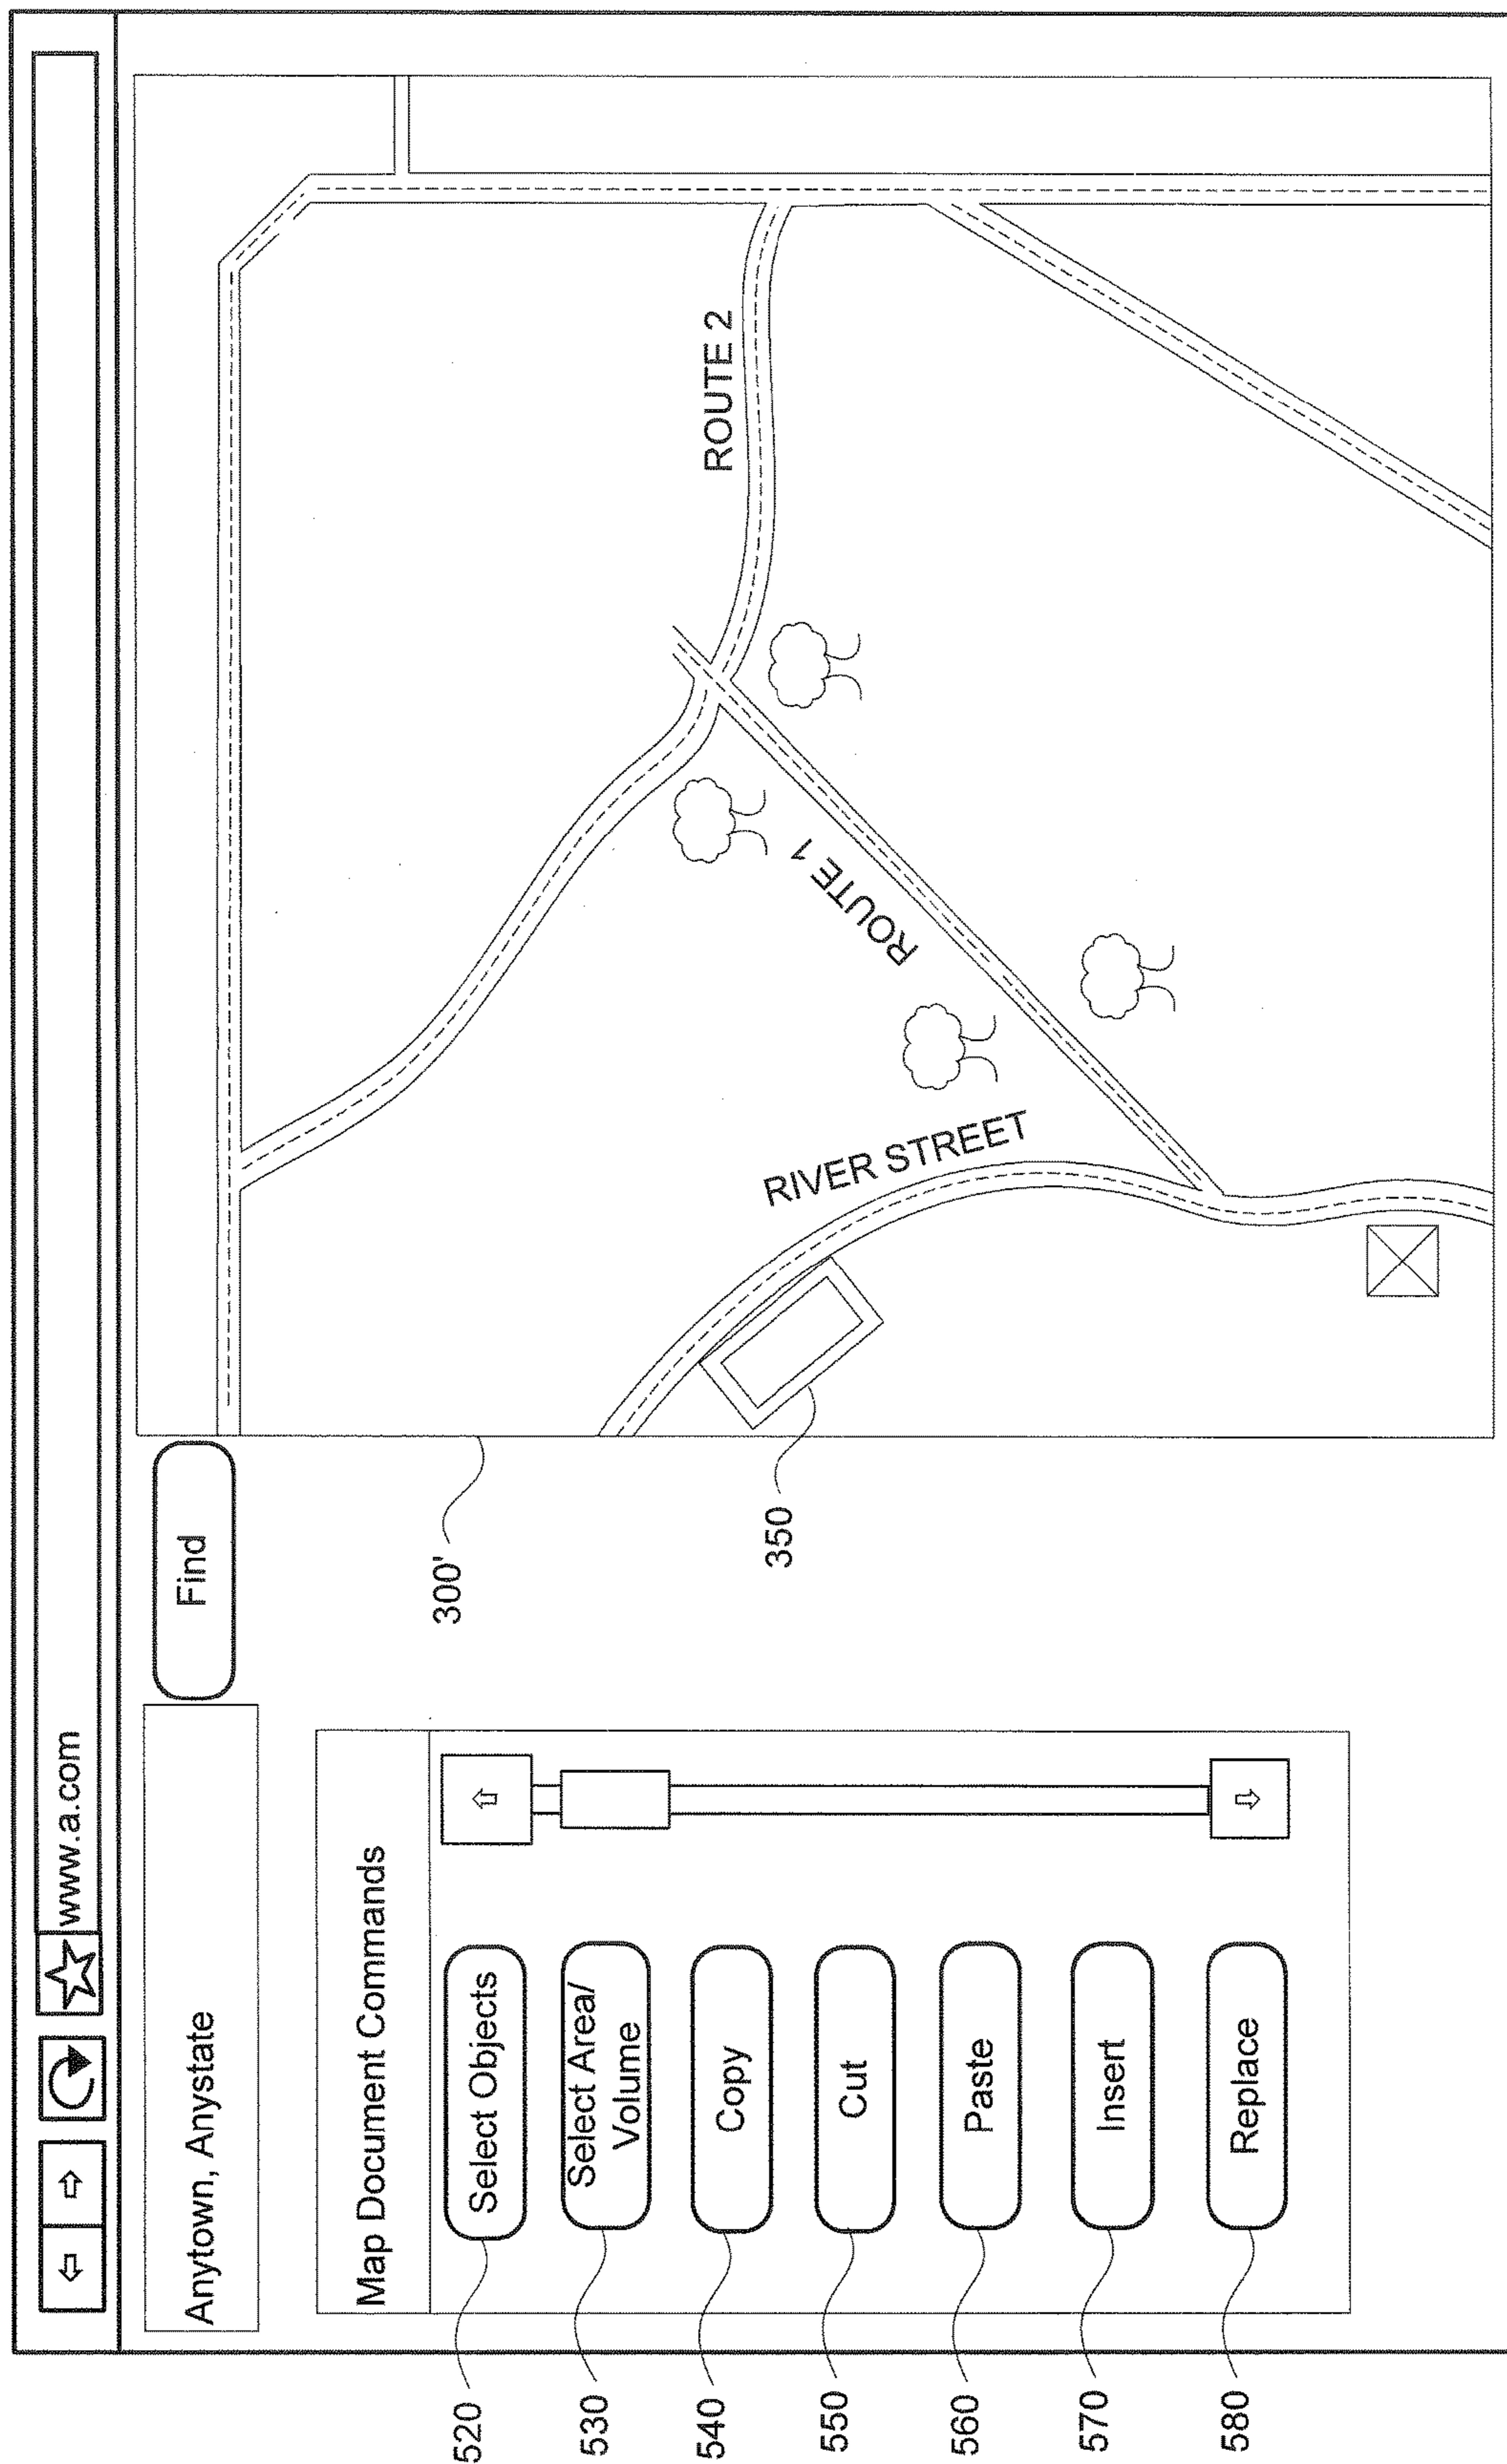 www.a.com
Anytown, Anystate
Find
Map Document Commands
520
Select Objects
530
Select Area/
Volume
540
Copy
550
Cut
560
Paste
570
Insert
580
Replace
300'
350
ROUTE 2
ROUTE 1
RIVER STREET